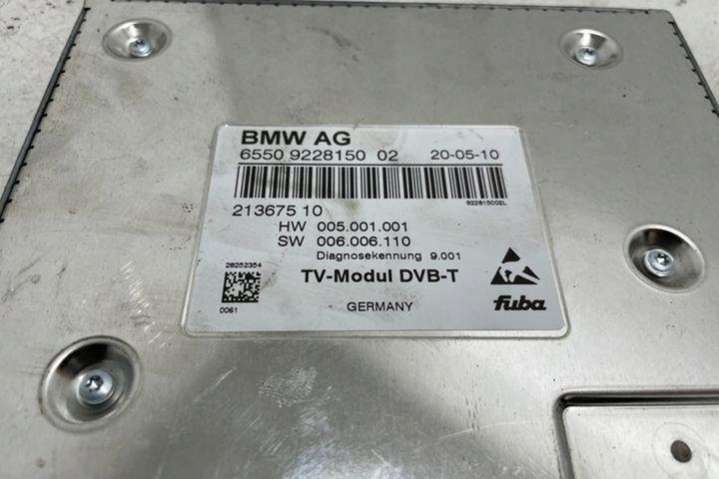 BMW AG
6550 9228150 02 20-05-10
922815002L
213675 10
HW 005.001.001
SW 006.006.110
Diagnosekennung 9.001
28252354
TV-Modul DVB-T
0061
GERMANY
fuba